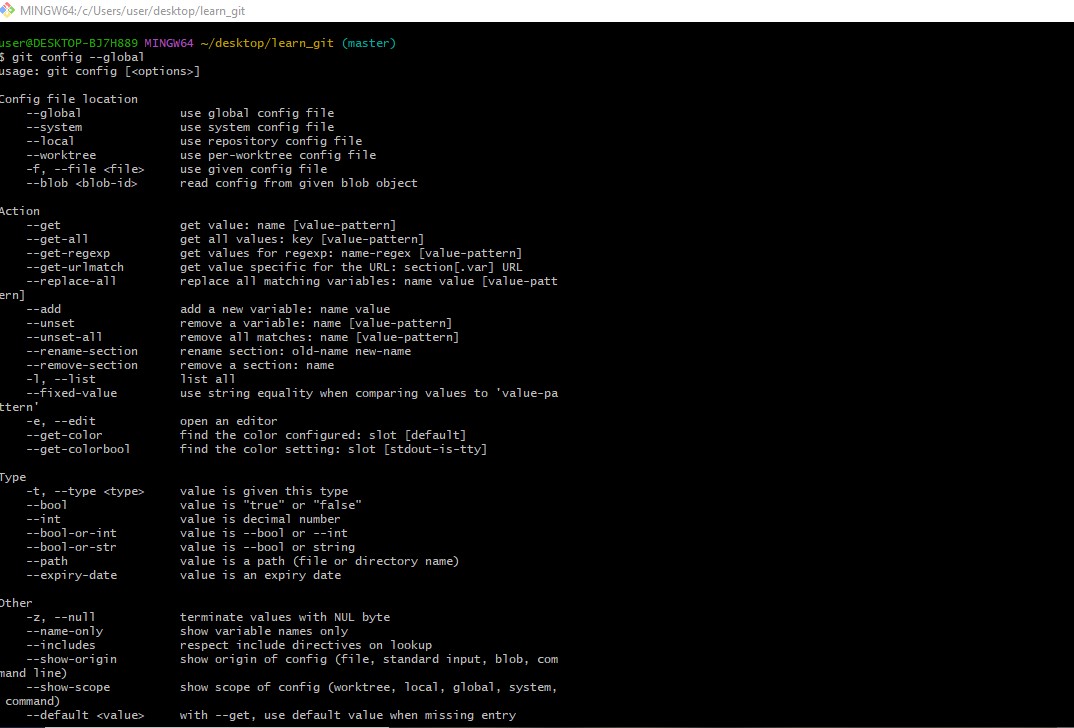 MINGW64:/c/Users/user/desktop/learn_git
user@DESKTOP-BJ7H889 MINGW64 ~/desktop/learn_git (master)
$ git config --global
usage: git config [<options>]

Config file location
    --global              use global config file
    --system              use system config file
    --local               use repository config file
    --worktree            use per-worktree config file
    -f, --file <file>     use given config file
    --blob <blob-id>      read config from given blob object

Action
    --get                 get value: name [value-pattern]
    --get-all             get all values: key [value-pattern]
    --get-regexp          get values for regexp: name-regex [value-pattern]
    --get-urlmatch        get value specific for the URL: section[.var] URL
    --replace-all         replace all matching variables: name value [value-patt
ern]
    --add                 add a new variable: name value
    --unset               remove a variable: name [value-pattern]
    --unset-all           remove all matches: name [value-pattern]
    --rename-section      rename section: old-name new-name
    --remove-section      remove a section: name
    -l, --list            list all
    --fixed-value         use string equality when comparing values to 'value-pa
ttern'
    -e, --edit            open an editor
    --get-color           find the color configured: slot [default]
    --get-colorbool       find the color setting: slot [stdout-is-tty]

Type
    -t, --type <type>     value is given this type
    --bool                value is "true" or "false"
    --int                 value is decimal number
    --bool-or-int         value is --bool or --int
    --bool-or-str         value is --bool or string
    --path                value is a path (file or directory name)
    --expiry-date         value is an expiry date

Other
    -z, --null            terminate values with NUL byte
    --name-only           show variable names only
    --includes            respect include directives on lookup
    --show-origin         show origin of config (file, standard input, blob, com
mand line)
    --show-scope          show scope of config (worktree, local, global, system,
 command)
    --default <value>     with --get, use default value when missing entry